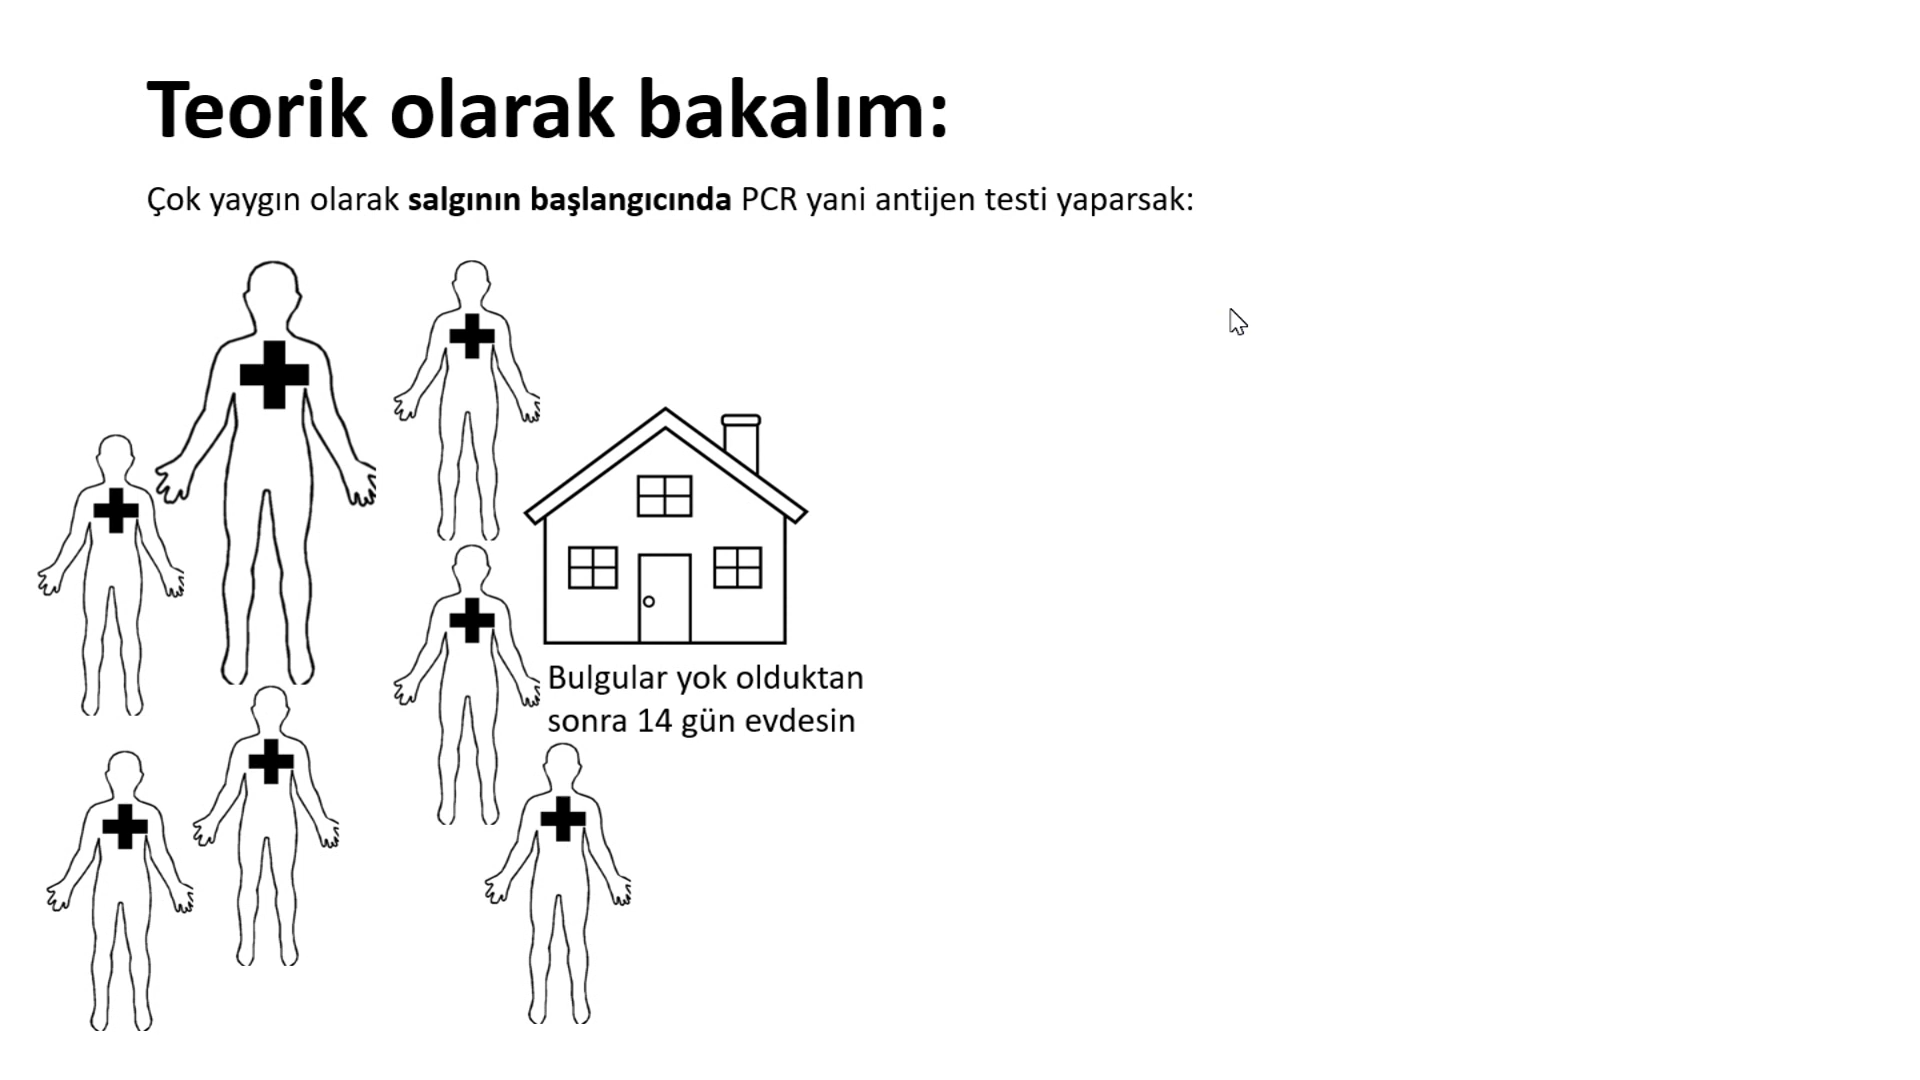 Teorik olarak bakalım:
Çok yaygın olarak salgının başlangıcında PCR yani antijen testi yaparsak:
Bulgular yok olduktan
sonra 14 gün evdesin